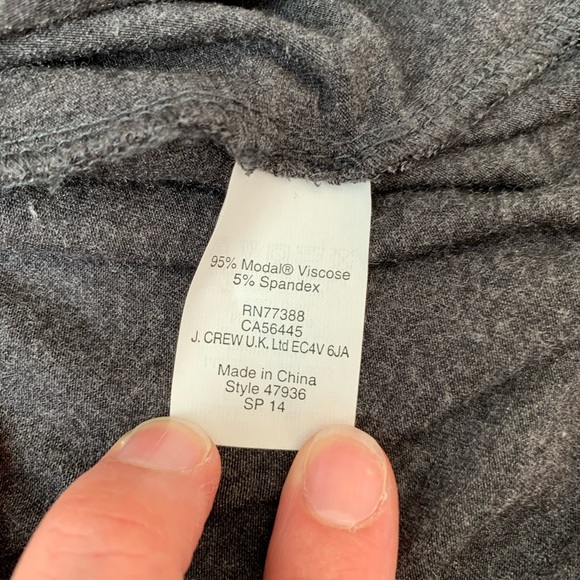 95% Modal® Viscose
5% Spandex
RN77388
CA56445
J. CREW U.K. Ltd EC4V 6JA
Made in China
Style 47936
SP 14